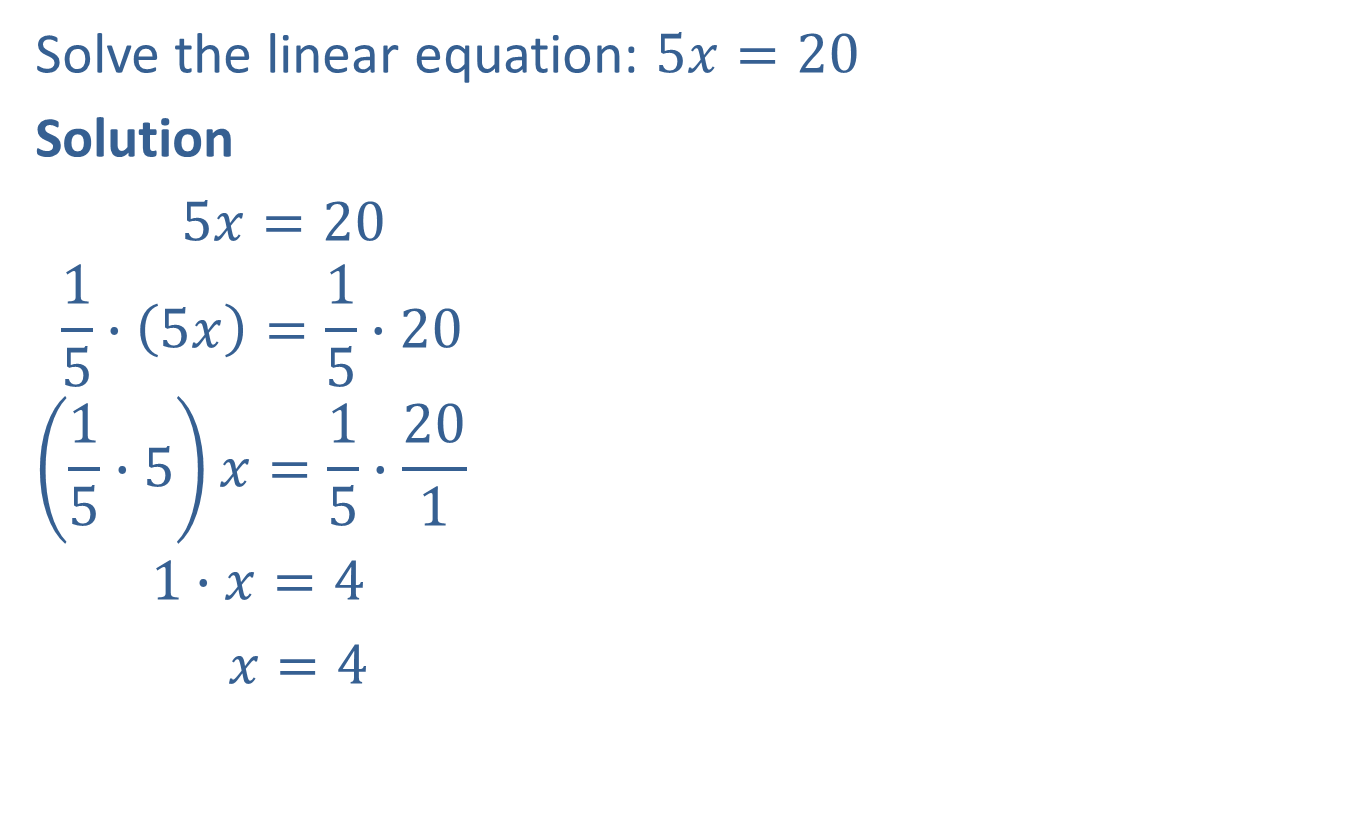 Solve the linear equation: 5x = 20
Solution
5x = 20
1/5 · (5x) = 1/5 · 20
(1/5 · 5) x = 1/5 · 20/1
1 · x = 4
x = 4